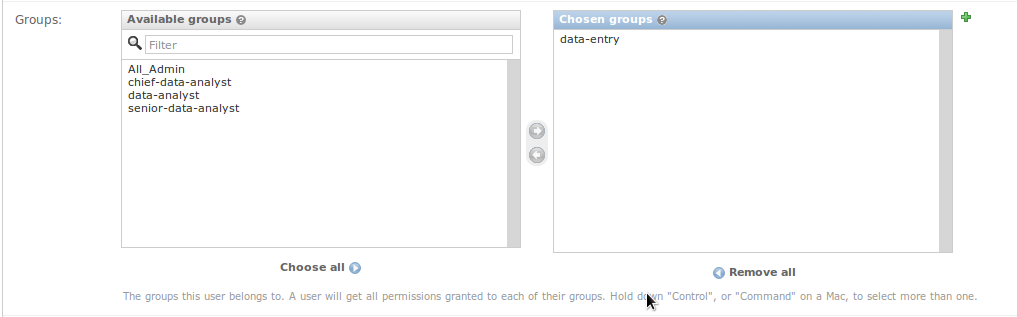 Groups:
Available groups ?
Filter
All_Admin
chief-data-analyst
data-analyst
senior-data-analyst
Choose all
Chosen groups ?
data-entry
Remove all
The groups this user belongs to. A user will get all permissions granted to each of their groups. Hold down "Control", or "Command" on a Mac, to select more than one.